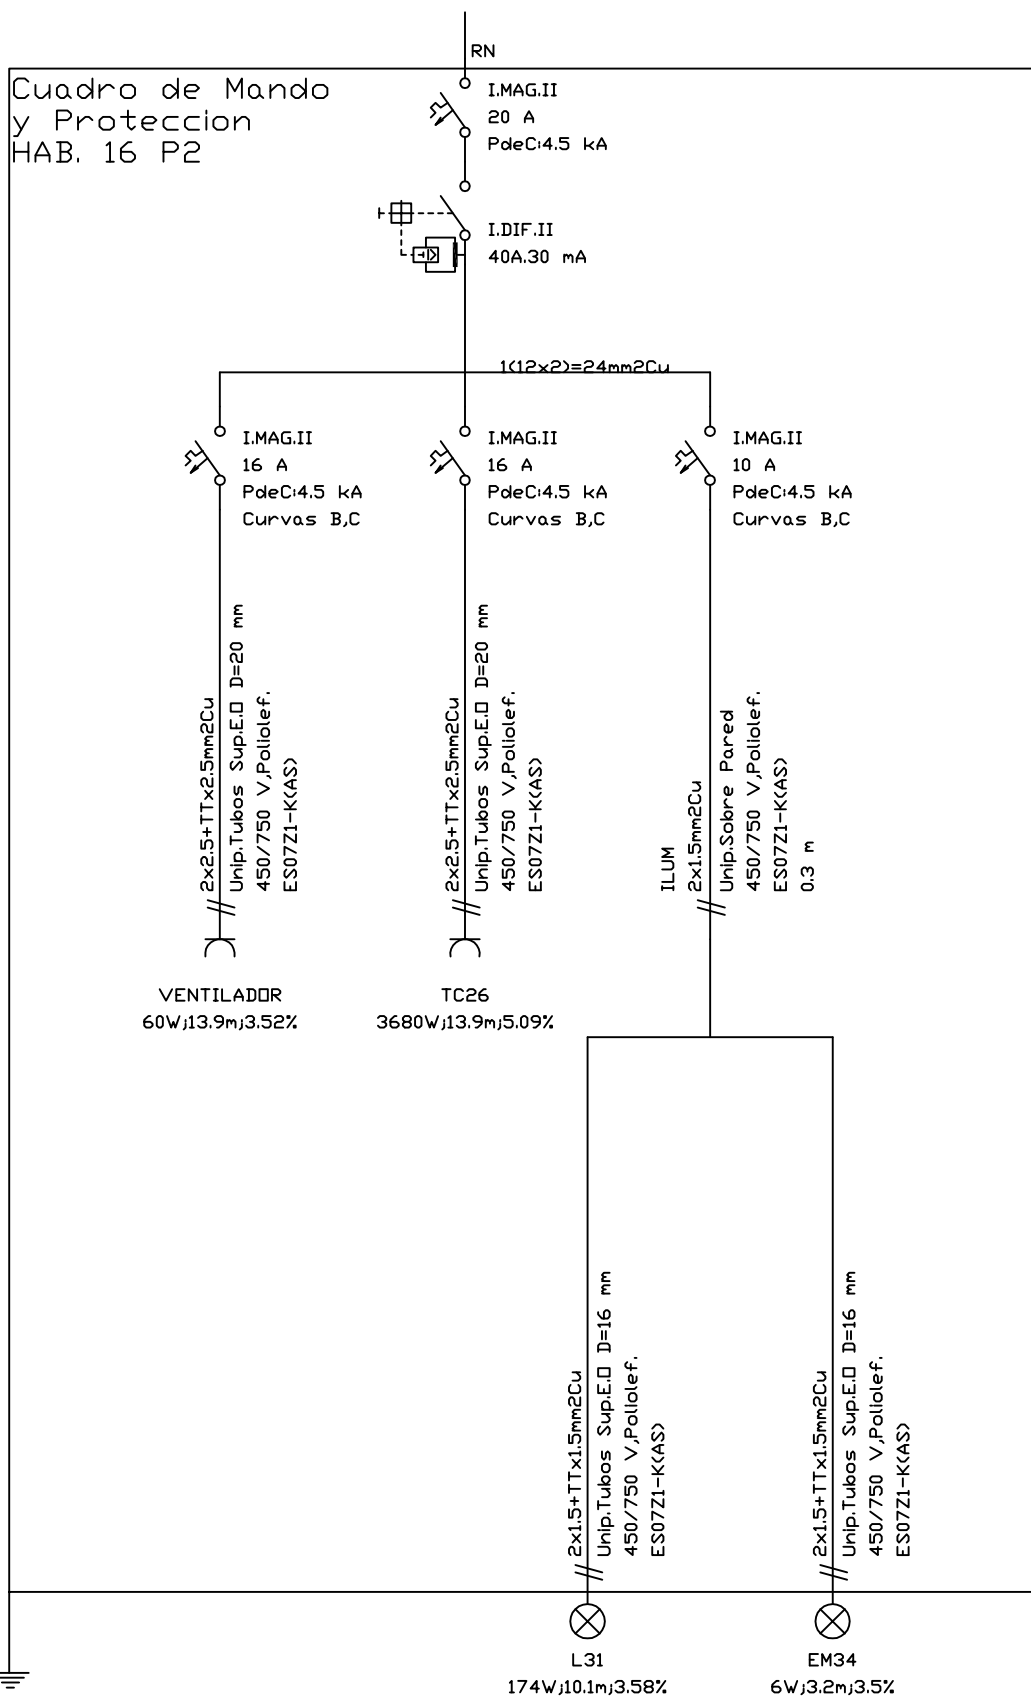 RN
Cuadro de Mando
y Proteccion
HAB. 16 P2
I.MAG.II
20 A
PdeC:4.5 kA
I.DIF.II
40A.30 mA
1(12x2)=24mm2Cu
I.MAG.II
16 A
PdeC:4.5 kA
Curvas B,C
I.MAG.II
16 A
PdeC:4.5 kA
Curvas B,C
I.MAG.II
10 A
PdeC:4.5 kA
Curvas B,C
2x2.5+TTx2.5mm2Cu
Unip.Tubos Sup.E.O D=20 mm
450/750 V,Poliolef.
ES07Z1-K(AS)
2x2.5+TTx2.5mm2Cu
Unip.Tubos Sup.E.O D=20 mm
450/750 V,Poliolef.
ES07Z1-K(AS)
ILUM
2x1.5mm2Cu
Unip.Sobre Pared
450/750 V,Poliolef.
ES07Z1-K(AS)
0.3 m
VENTILADOR
60W;13.9m;3.52%
TC26
3680W;13.9m;5.09%
2x1.5+TTx1.5mm2Cu
Unip.Tubos Sup.E.O D=16 mm
450/750 V,Poliolef.
ES07Z1-K(AS)
2x1.5+TTx1.5mm2Cu
Unip.Tubos Sup.E.O D=16 mm
450/750 V,Poliolef.
ES07Z1-K(AS)
L31
174W;10.1m;3.58%
EM34
6W;3.2m;3.5%